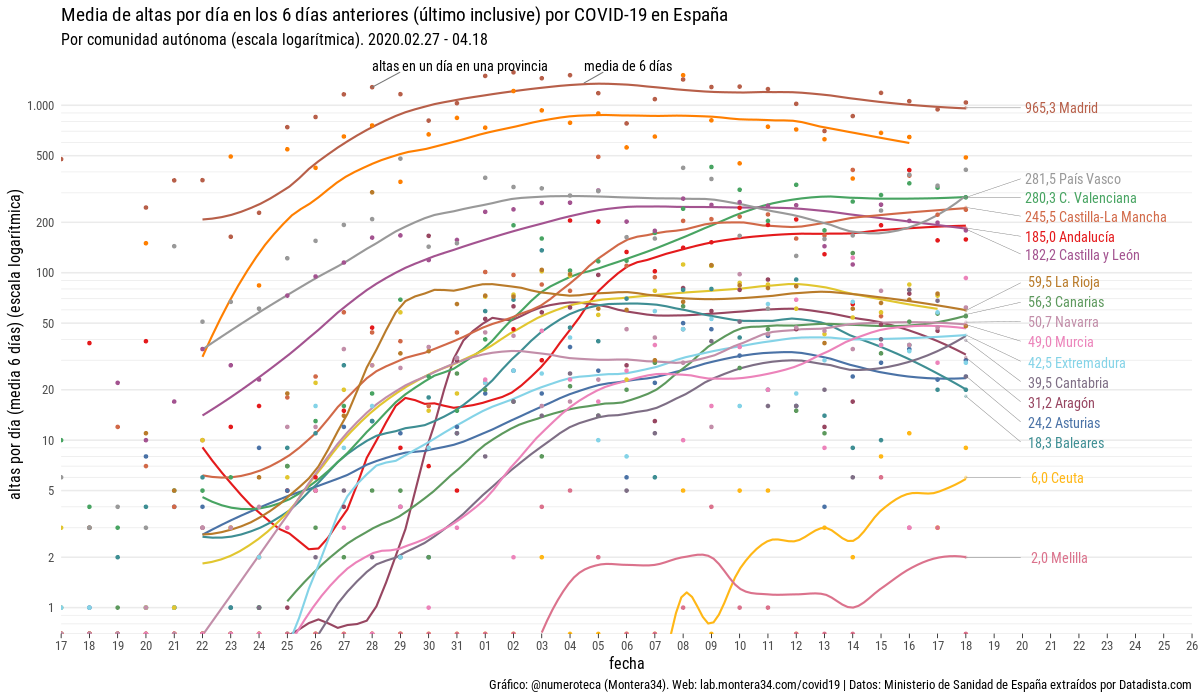 Media de altas por día en los 6 días anteriores (último inclusive) por COVID-19 en España
Por comunidad autónoma (escala logarítmica). 2020.02.27 - 04.18
altas en un día en una provincia
media de 6 días
altas por día (media 6 días) (escala logarítmica)
1.000
500
200
100
50
20
10
5
2
1
965,3 Madrid
281,5 País Vasco
280,3 C. Valenciana
245,5 Castilla-La Mancha
185,0 Andalucía
182,2 Castilla y León
59,5 La Rioja
56,3 Canarias
50,7 Navarra
49,0 Murcia
42,5 Extremadura
39,5 Cantabria
31,2 Aragón
24,2 Asturias
18,3 Baleares
6,0 Ceuta
2,0 Melilla
17 18 19 20 21 22 23 24 25 26 27 28 29 30 31 01 02 03 04 05 06 07 08 09 10 11 12 13 14 15 16 17 18 19 20 21 22 23 24 25 26
fecha
Gráfico: @numeroteca (Montera34). Web: lab.montera34.com/covid19 | Datos: Ministerio de Sanidad de España extraídos por Datadista.com